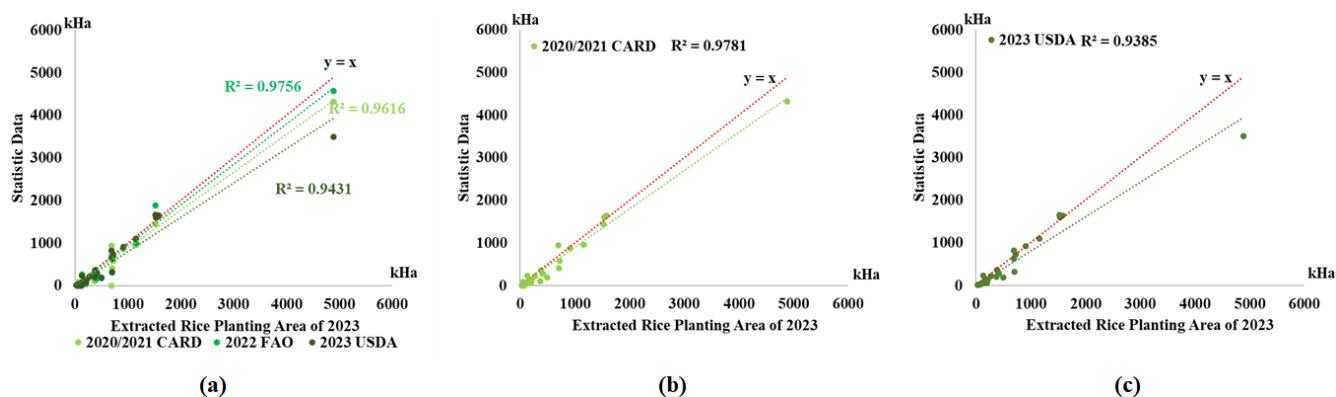 kHa
6000
5000
4000
3000
2000
1000
0
Statistic Data
y = x
R² = 0.9756
R² = 0.9616
R² = 0.9431
kHa
0 1000 2000 3000 4000 5000 6000
Extracted Rice Planting Area of 2023
2020/2021 CARD 2022 FAO 2023 USDA
(a)
kHa
6000
5000
4000
3000
2000
1000
0
Statistic Data
2020/2021 CARD R² = 0.9781
y = x
kHa
0 1000 2000 3000 4000 5000 6000
Extracted Rice Planting Area of 2023
(b)
kHa
6000
5000
4000
3000
2000
1000
0
Statistic Data
2023 USDA R² = 0.9385
y = x
kHa
0 1000 2000 3000 4000 5000 6000
Extracted Rice Planting Area of 2023
(c)